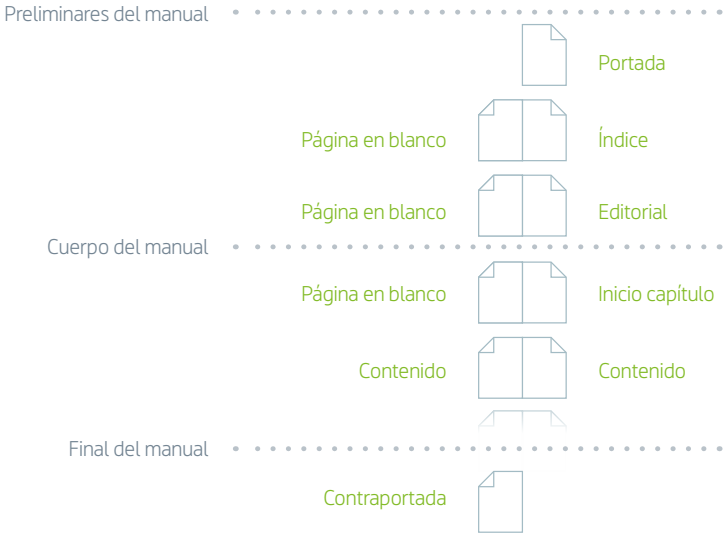 Preliminares del manual
Portada
Página en blanco Índice
Página en blanco Editorial
Cuerpo del manual
Página en blanco Inicio capítulo
Contenido Contenido
Final del manual
Contraportada